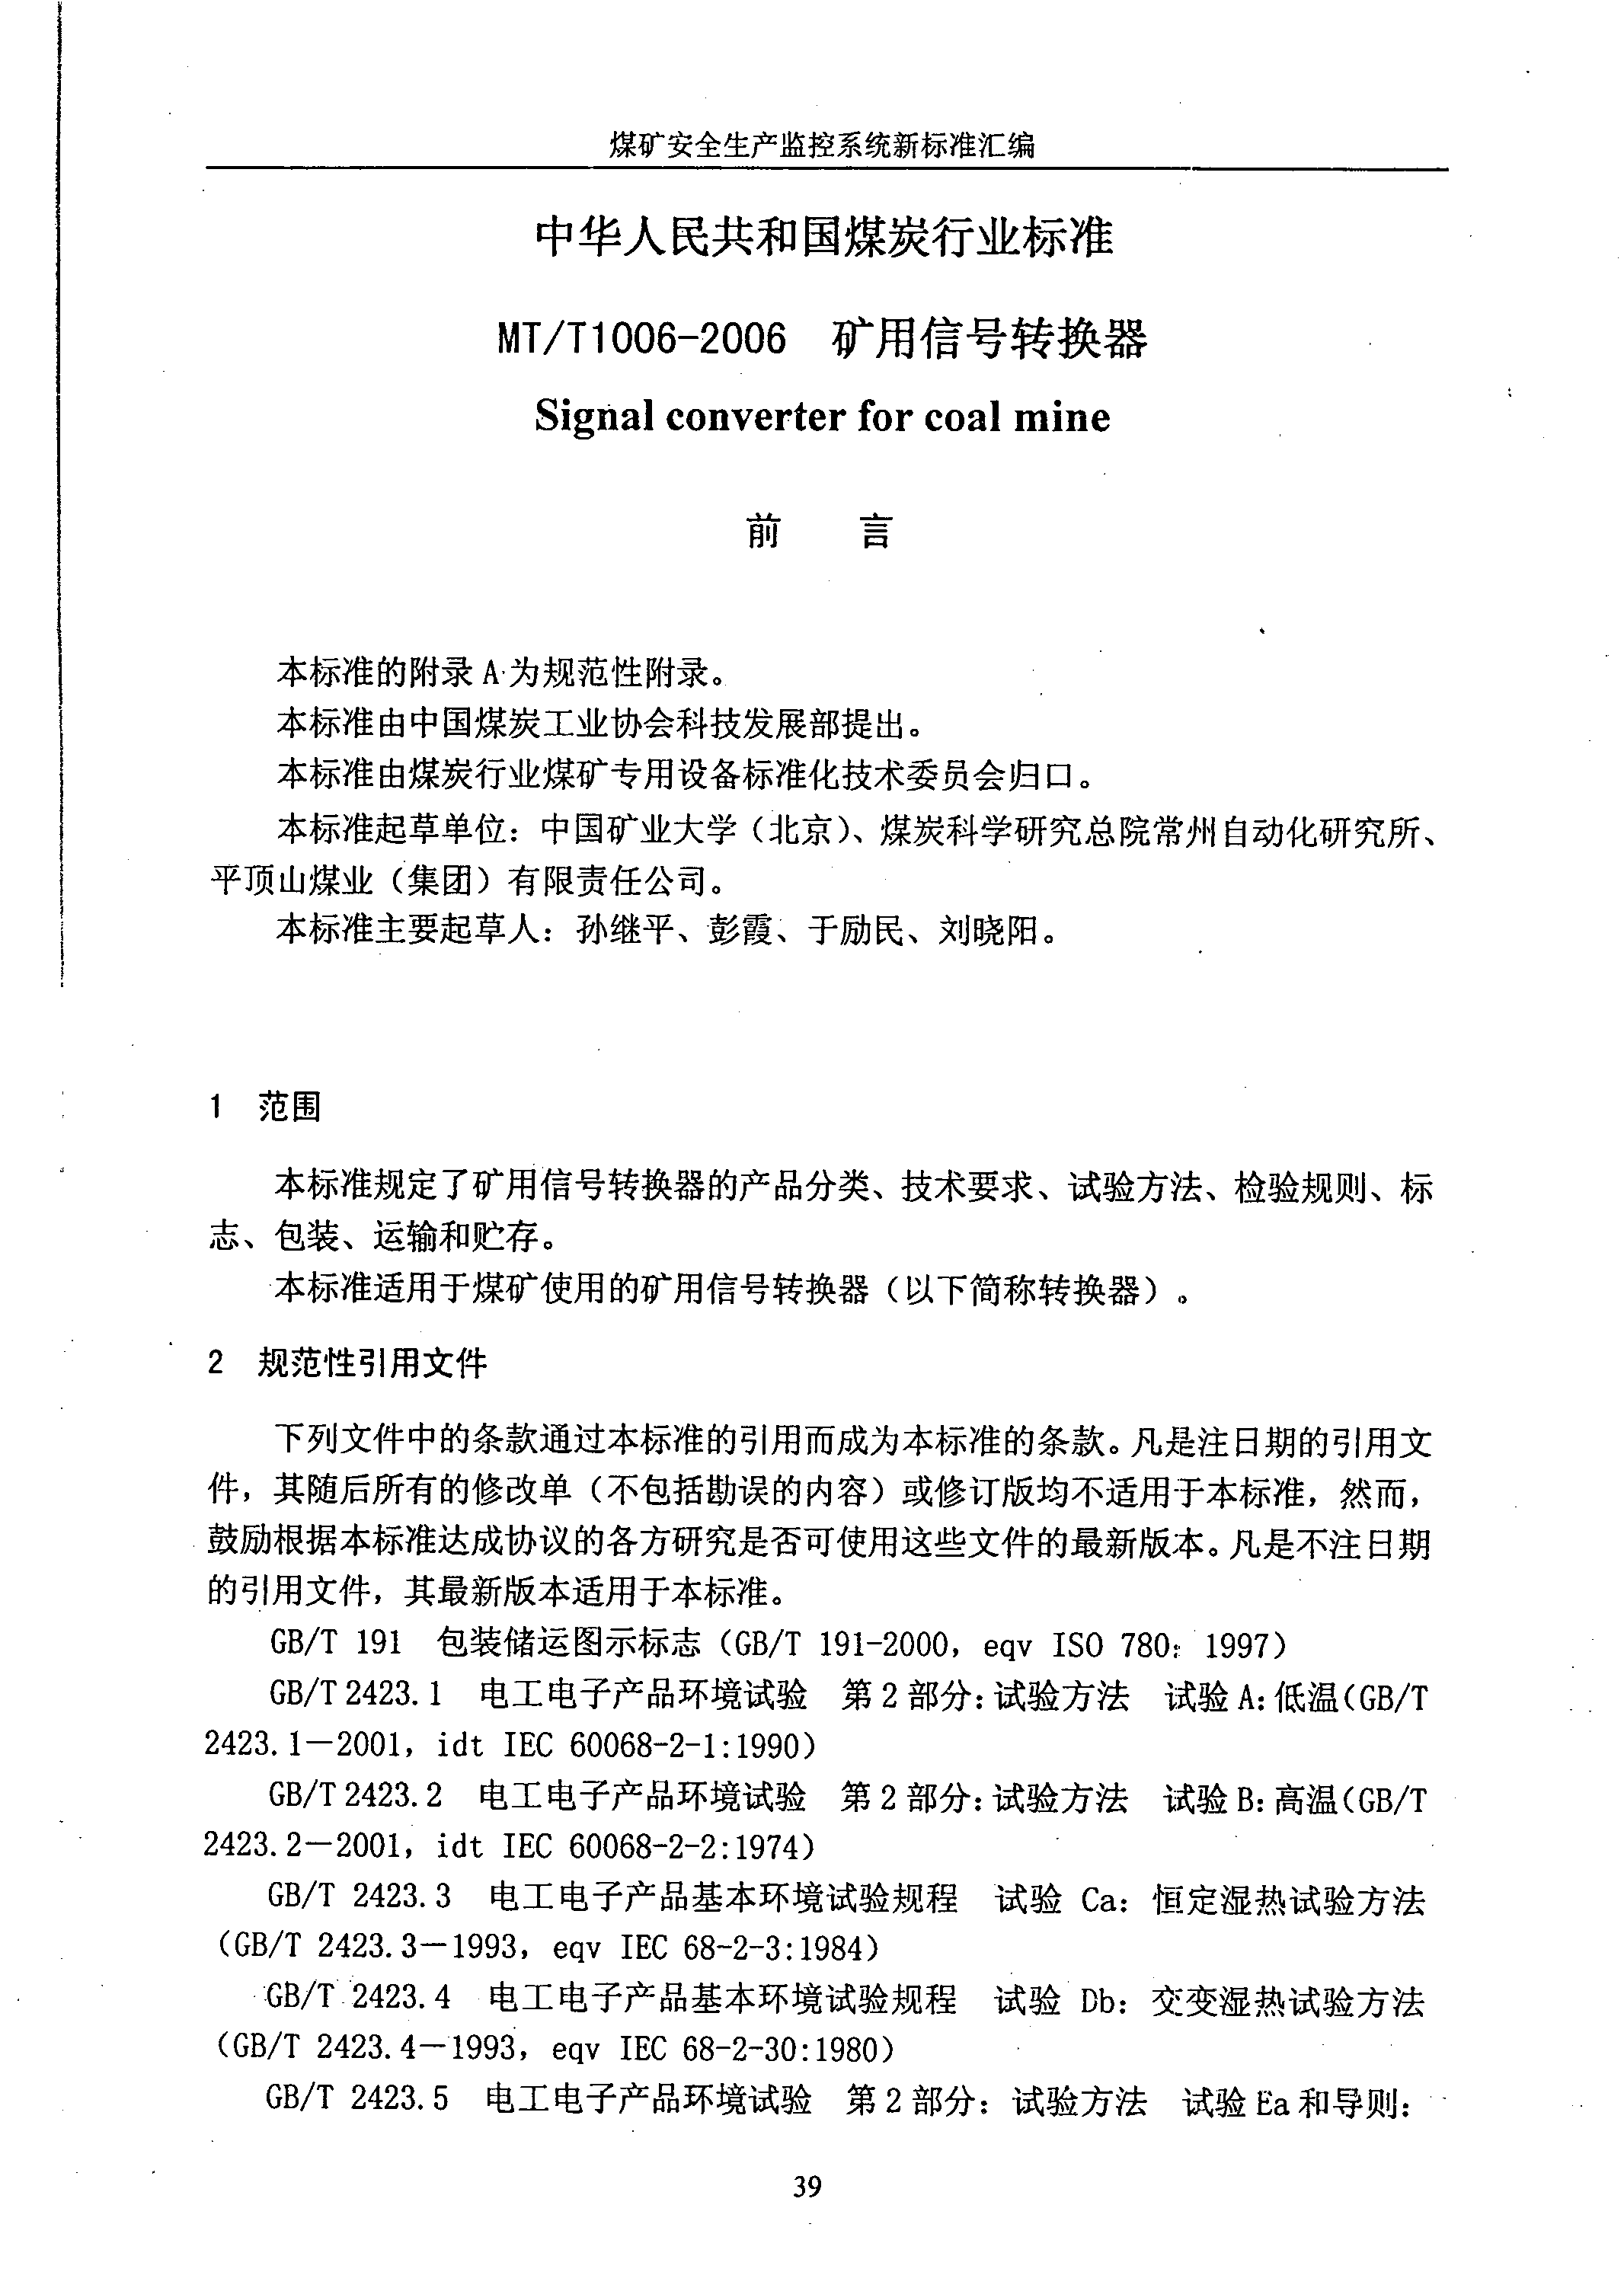 煤矿安全生产监控系统新标准汇编
中华人民共和国煤炭行业标准
MT/T1006-2006 矿用信号转换器
Signal converter for coal mine
前 言
本标准的附录 A 为规范性附录。
本标准由中国煤炭工业协会科技发展部提出。
本标准由煤炭行业煤矿专用设备标准化技术委员会归口。
本标准起草单位：中国矿业大学（北京）、煤炭科学研究总院常州自动化研究所、
平顶山煤业（集团）有限责任公司。
本标准主要起草人：孙继平、彭霞、于励民、刘晓阳。
1 范围
本标准规定了矿用信号转换器的产品分类、技术要求、试验方法、检验规则、标
志、包装、运输和贮存。
本标准适用于煤矿使用的矿用信号转换器（以下简称转换器）。
2 规范性引用文件
下列文件中的条款通过本标准的引用而成为本标准的条款。凡是注日期的引用文
件，其随后所有的修改单（不包括勘误的内容）或修订版均不适用于本标准，然而，
鼓励根据本标准达成协议的各方研究是否可使用这些文件的最新版本。凡是不注日期
的引用文件，其最新版本适用于本标准。
GB/T 191 包装储运图示标志（GB/T 191-2000，eqv ISO 780：1997）
GB/T 2423.1 电工电子产品环境试验 第 2 部分：试验方法 试验 A：低温（GB/T
2423.1—2001，idt IEC 60068-2-1:1990）
GB/T 2423.2 电工电子产品环境试验 第 2 部分：试验方法 试验 B：高温（GB/T
2423.2—2001，idt IEC 60068-2-2:1974）
GB/T 2423.3 电工电子产品基本环境试验规程 试验 Ca：恒定湿热试验方法
（GB/T 2423.3—1993，eqv IEC 68-2-3:1984）
GB/T 2423.4 电工电子产品基本环境试验规程 试验 Db：交变湿热试验方法
（GB/T 2423.4—1993，eqv IEC 68-2-30:1980）
GB/T 2423.5 电工电子产品环境试验 第 2 部分：试验方法 试验 Ea 和导则：
39